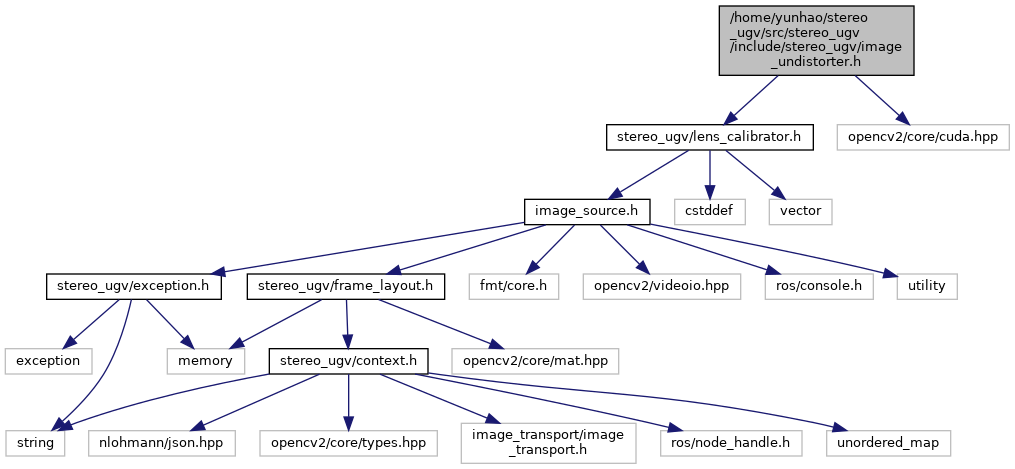 /home/yunhao/stereo
_ugv/src/stereo_ugv
/include/stereo_ugv/image
_undistorter.h
stereo_ugv/lens_calibrator.h
opencv2/core/cuda.hpp
image_source.h
cstddef
vector
stereo_ugv/exception.h
stereo_ugv/frame_layout.h
fmt/core.h
opencv2/videoio.hpp
ros/console.h
utility
exception
memory
stereo_ugv/context.h
opencv2/core/mat.hpp
string
nlohmann/json.hpp
opencv2/core/types.hpp
image_transport/image
_transport.h
ros/node_handle.h
unordered_map